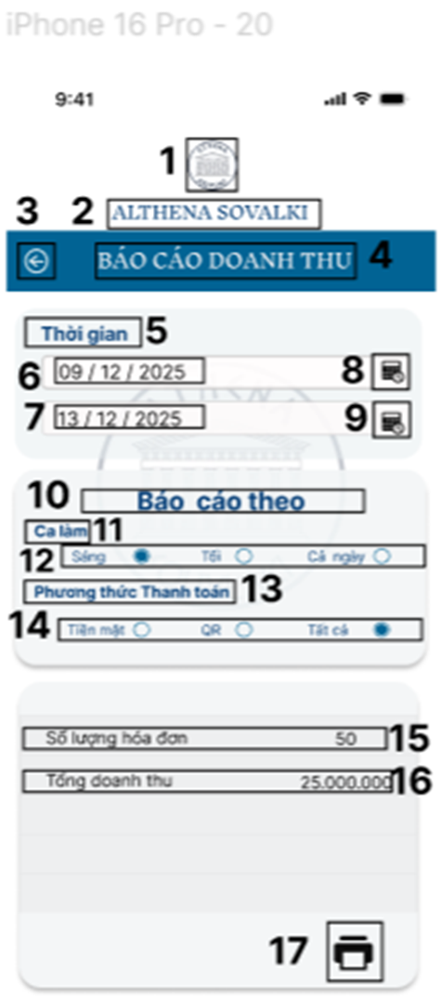 iPhone 16 Pro - 20
9:41
1
3 2 ALTHENA SOVALKI
BÁO CÁO DOANH THU 4
Thời gian 5
6 09 / 12 / 2025 8
7 13 / 12 / 2025 9
10 Báo cáo theo
Ca làm 11
12 Sáng Tối Cả ngày
Phương thức Thanh toán 13
14 Tiền mặt QR Tất cả
Số lượng hóa đơn 50 15
Tổng doanh thu 25.000.000 16
17